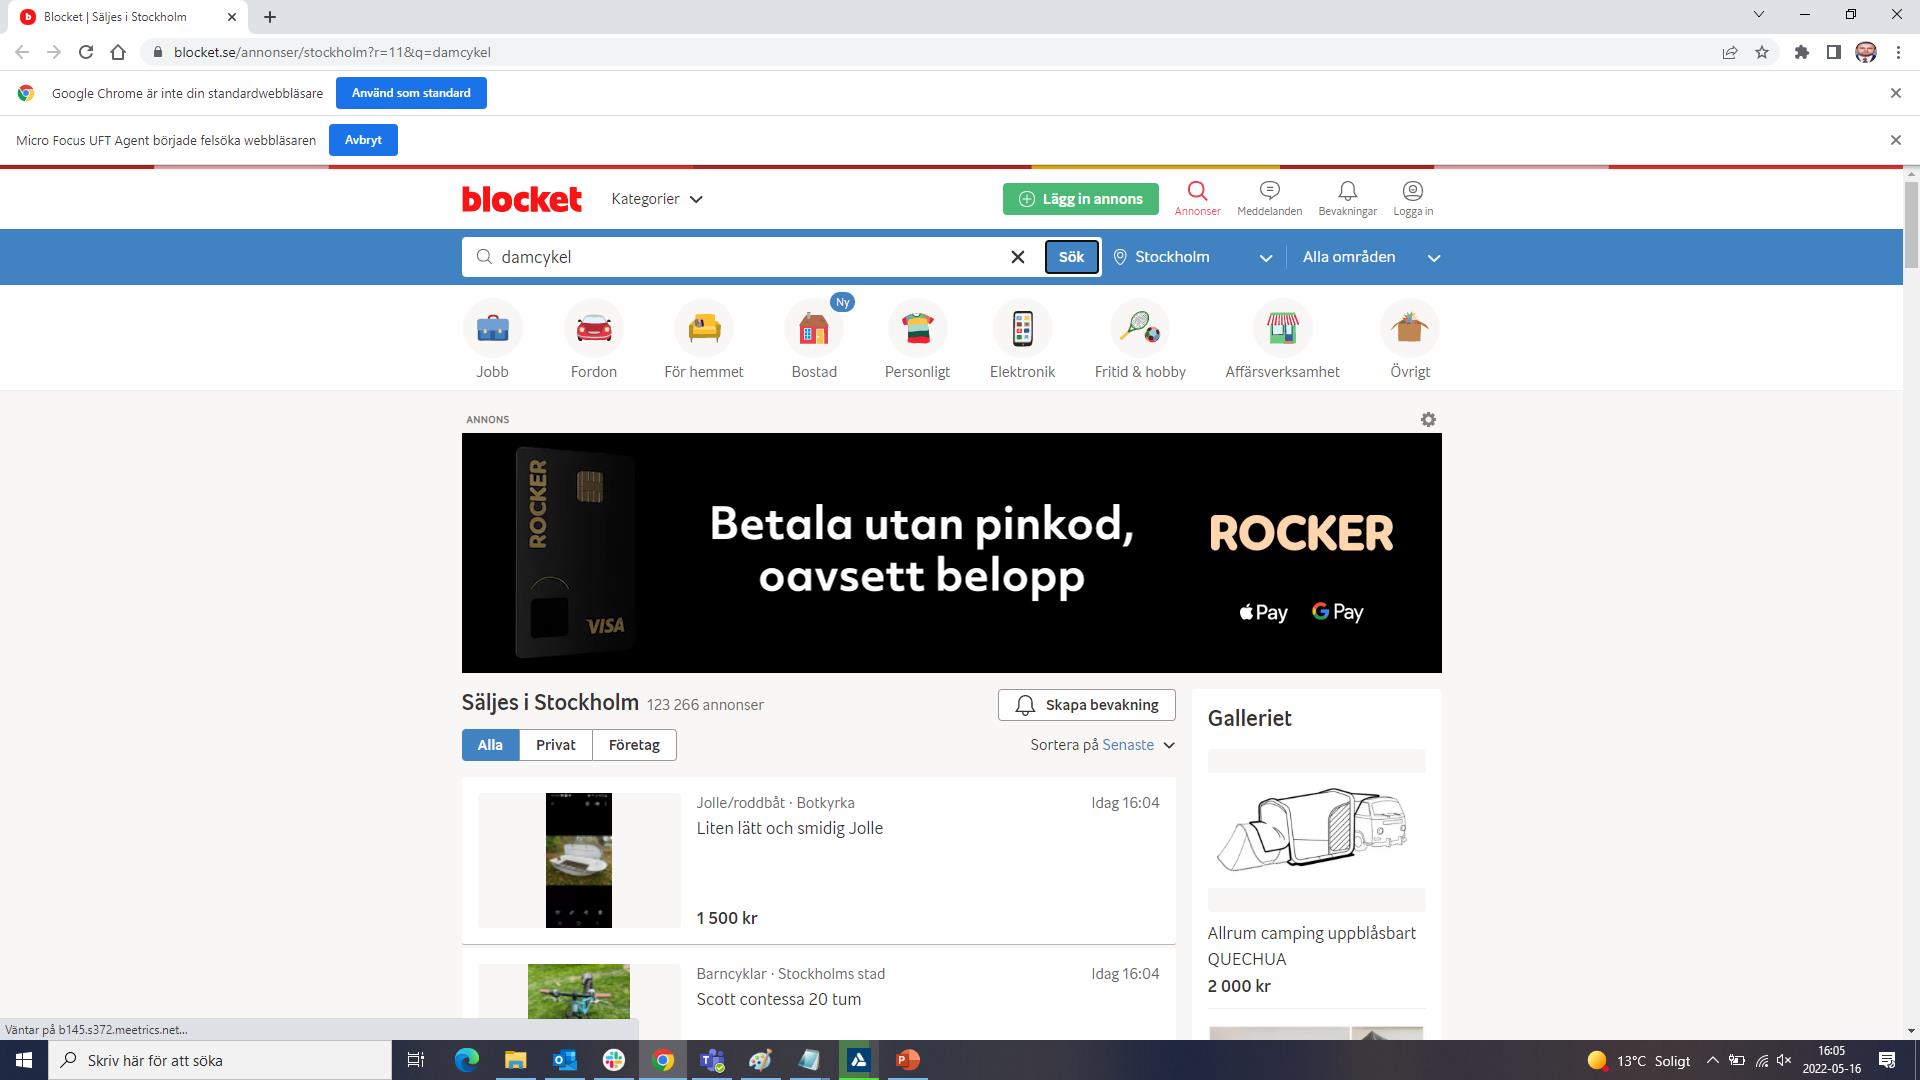 Blocket | Säljes i Stockholm
blocket.se/annonser/stockholm?r=11&q=damcykel
Google Chrome är inte din standardwebbläsare
Använd som standard
Micro Focus UFT Agent började felsöka webbläsaren
Avbryt
blocket
Kategorier
Lägg in annons
Annonser
Meddelanden
Bevakningar
Logga in
damcykel
Sök
Stockholm
Alla områden
Ny
Jobb
Fordon
För hemmet
Bostad
Personligt
Elektronik
Fritid & hobby
Affärsverksamhet
Övrigt
ANNONS
ROCKER
VISA
Betala utan pinkod,
oavsett belopp
ROCKER
Pay
G Pay
Säljes i Stockholm 123 266 annonser
Skapa bevakning
Alla
Privat
Företag
Sortera på Senaste
Jolle/roddbåt · Botkyrka
Idag 16:04
Liten lätt och smidig Jolle
1 500 kr
Barncyklar · Stockholms stad
Idag 16:04
Scott contessa 20 tum
Galleriet
Allrum camping uppblåsbart
QUECHUA
2 000 kr
Väntar på b145.s372.meetrics.net...
Skriv här för att söka
13°C Soligt
16:05
2022-05-16